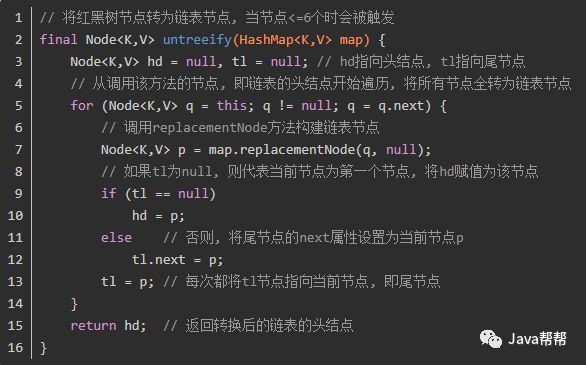 1 // 将红黑树节点转为链表节点, 当节点<=6个时会被触发
2 final Node<K,V> untreeify(HashMap<K,V> map) {
3     Node<K,V> hd = null, tl = null; // hd指向头结点, tl指向尾节点
4     // 从调用该方法的节点, 即链表的头结点开始遍历, 将所有节点全转为链表节点
5     for (Node<K,V> q = this; q != null; q = q.next) {
6         // 调用replacementNode方法构建链表节点
7         Node<K,V> p = map.replacementNode(q, null);
8         // 如果tl为null, 则代表当前节点为第一个节点, 将hd赋值为该节点
9         if (tl == null)
10             hd = p;
11         else    // 否则, 将尾节点的next属性设置为当前节点p
12             tl.next = p;
13         tl = p; // 每次都将tl节点指向当前节点, 即尾节点
14     }
15     return hd;  // 返回转换后的链表的头结点
16 }
Java帮帮